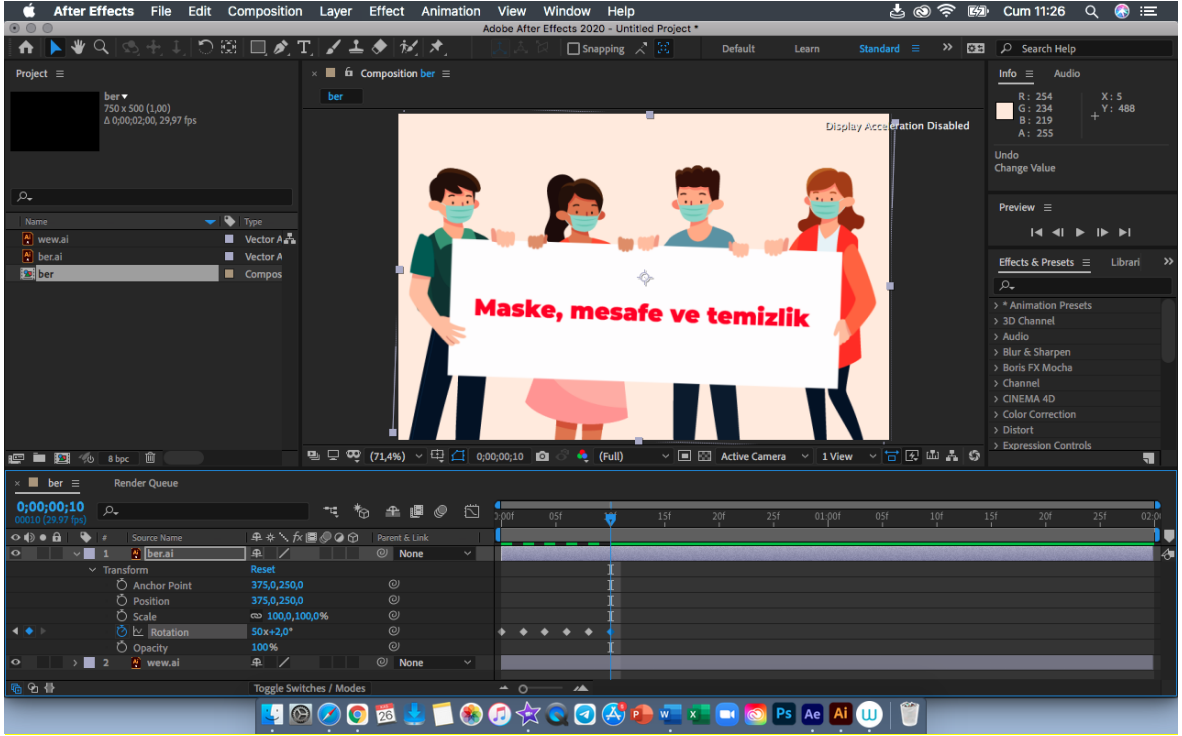 After Effects File Edit Composition Layer Effect Animation View Window Help Cum 11:26
Adobe After Effects 2020 - Untitled Project *
Snapping Default Learn Standard Search Help
Project
ber
750 x 500 (1,00)
Δ 0;00;02;00, 29,97 fps
Name Type
wew.ai Vector A
ber.ai Vector A
ber Compos
8 bpc
Composition ber
ber
Display Acceleration Disabled
Maske, mesafe ve temizlik
(71,4%) 0;00;00;10 (Full) Active Camera 1 View
Info Audio
R: 254 X: 5
G: 234 Y: 488
B: 219
A: 255
Undo
Change Value
Preview
Effects & Presets Librari
* Animation Presets
3D Channel
Audio
Blur & Sharpen
Boris FX Mocha
Channel
CINEMA 4D
Color Correction
Distort
Expression Controls
ber Render Queue
0;00;00;10
00010 (29.97 fps)
05f 15f 20f 25f 01:00f 05f 10f 15f 20f 25f
# Source Name Parent & Link
1 ber.ai None
Transform Reset
Anchor Point 375,0,250,0
Position 375,0,250,0
Scale 100,0,100,0%
Rotation 50x+2,0°
Opacity 100%
2 wew.ai None
Toggle Switches / Modes
26 P W X Ps Ae Ai W